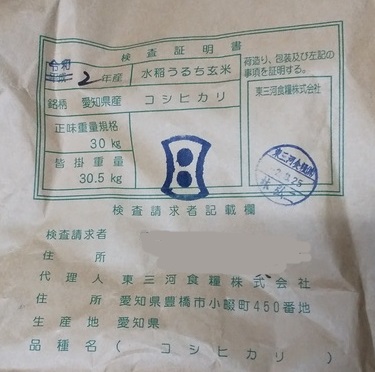 検査証明書
令和
平成 2 年産 水稲うるち玄米
荷造り、包装及び左記の
事項を証明する。
銘柄 愛知県産 コシヒカリ
東三河食糧株式会社
正味重量規格
30 kg
皆掛重量
30.5 kg
検査請求者記載欄
検査請求者
住所
代理人 東三河食糧株式会社
住所 愛知県豊橋市小畷町450番地
生産地 愛知県
品種名 ( コシヒカリ )